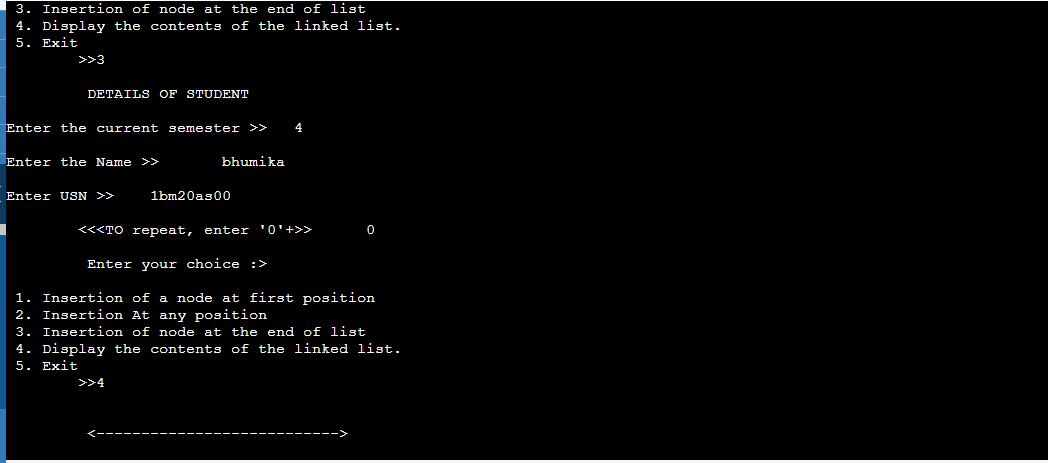 3. Insertion of node at the end of list
4. Display the contents of the linked list.
5. Exit
>>3
DETAILS OF STUDENT
Enter the current semester >> 4
Enter the Name >> bhumika
Enter USN >> 1bm20as00
<<<TO repeat, enter '0'+>> 0
Enter your choice :>
1. Insertion of a node at first position
2. Insertion At any position
3. Insertion of node at the end of list
4. Display the contents of the linked list.
5. Exit
>>4
<--------------------------->